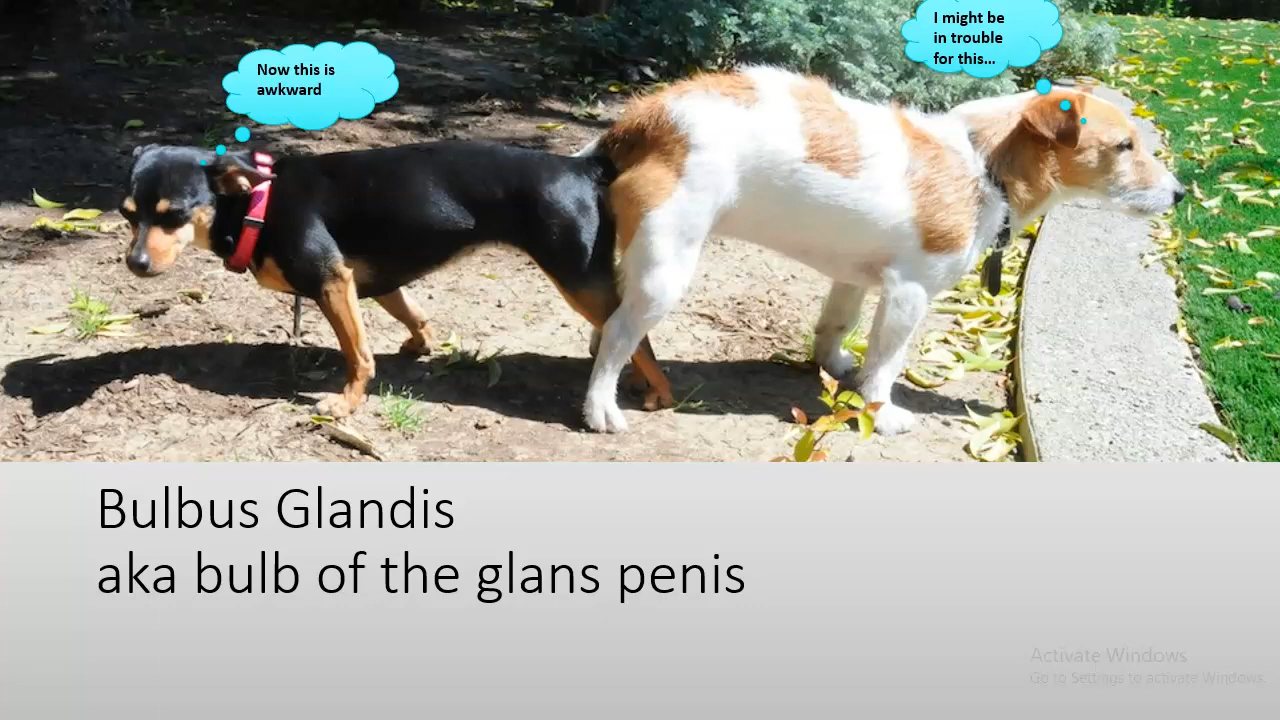 Now this is
awkward
I might be
in trouble
for this...
Bulbus Glandis
aka bulb of the glans penis
Activate Windows
Go to Settings to activate Windows.